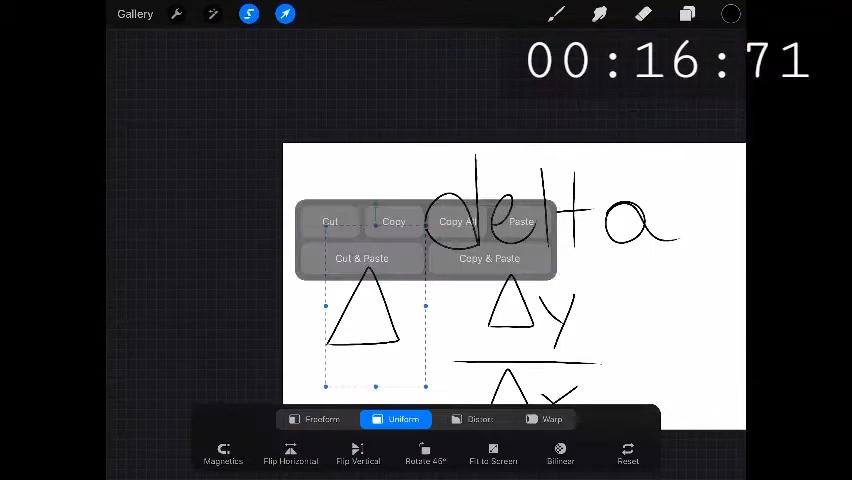 Gallery
00:16:71
delta
Cut Copy Copy All Paste
Cut & Paste Copy & Paste
Δ Δy
Δx
Freeform Uniform Distort Warp
Magnetics Flip Horizontal Flip Vertical Rotate 45° Fit to Screen Bilinear Reset